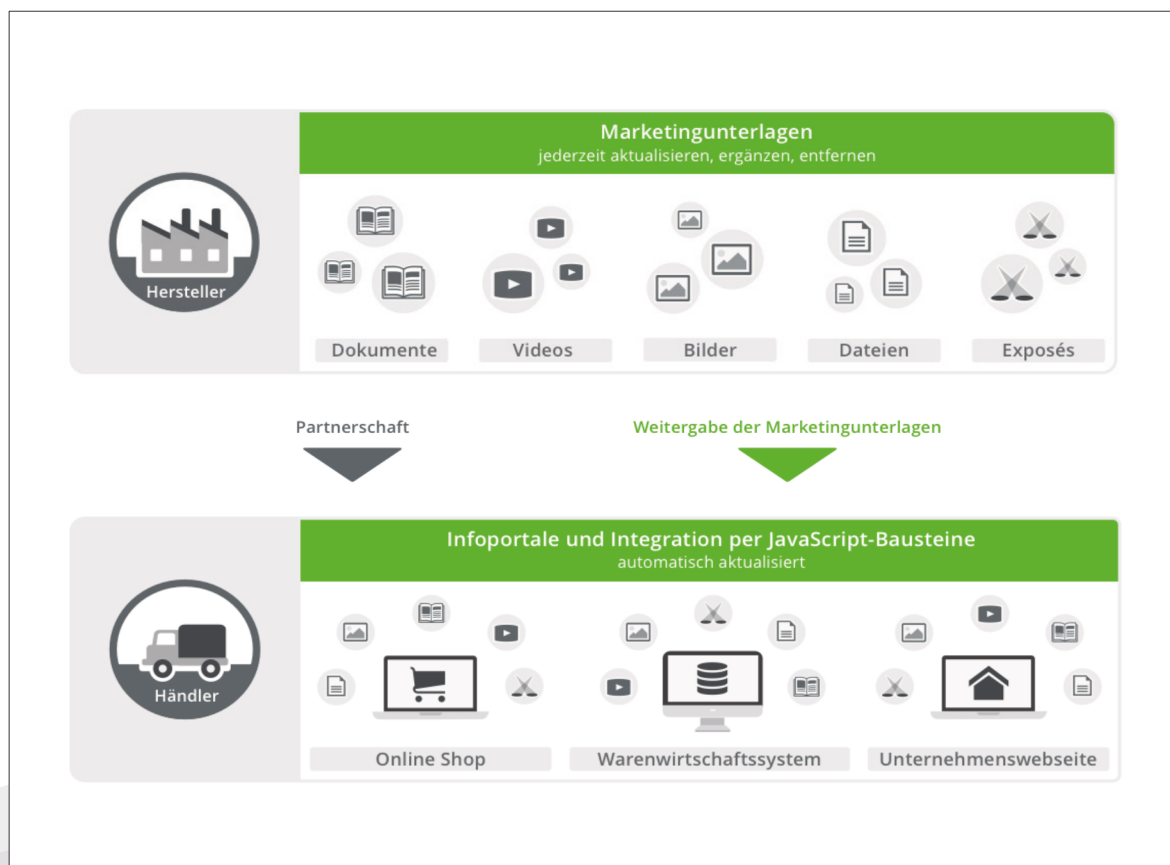 Marketingunterlagen
jederzeit aktualisieren, ergänzen, entfernen
Hersteller
Dokumente
Videos
Bilder
Dateien
Exposés
Partnerschaft
Weitergabe der Marketingunterlagen
Infoportale und Integration per JavaScript-Bausteine
automatisch aktualisiert
Händler
Online Shop
Warenwirtschaftssystem
Unternehmenswebseite